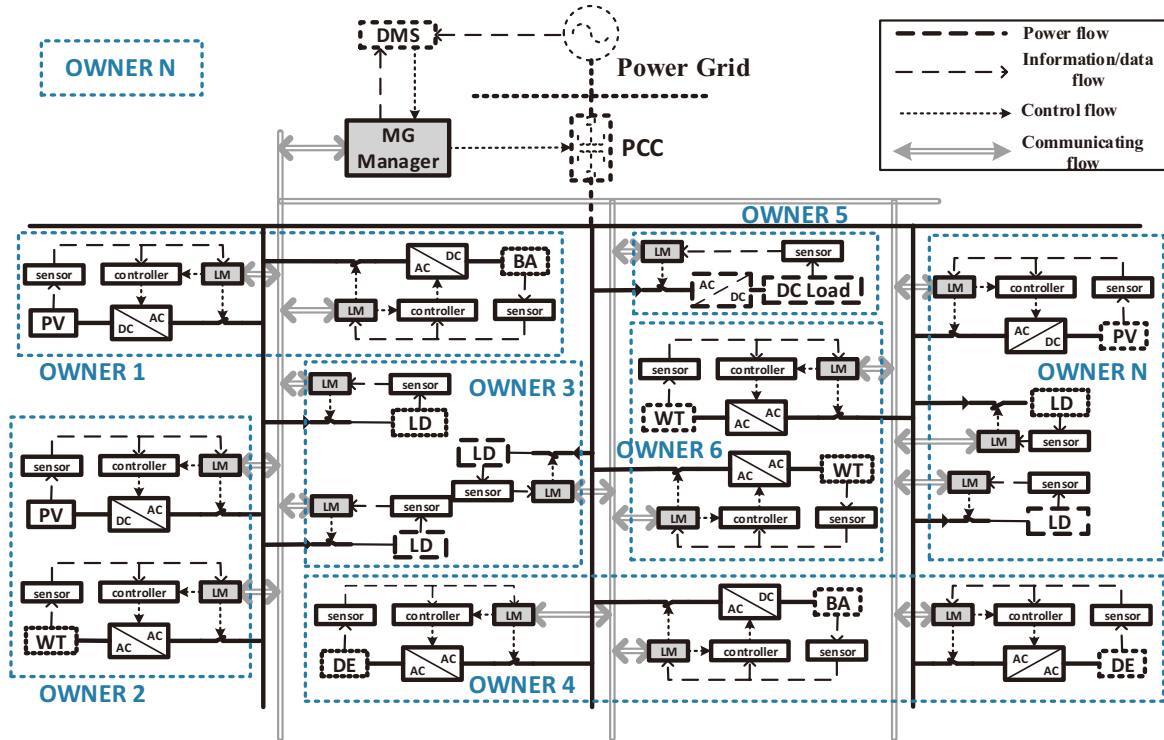 OWNER N
DMS
Power Grid
MG
Manager
PCC
Power flow
Information/data
flow
Control flow
Communicating
flow
sensor
controller
LM
PV
DC
AC
AC
DC
BA
LM
controller
sensor
OWNER 1
OWNER 5
LM
sensor
AC
DC
DC Load
LM
controller
sensor
AC
DC
PV
OWNER N
LD
LM
sensor
LM
sensor
LD
OWNER 3
LM
sensor
LD
LD
sensor
LM
LM
sensor
LD
sensor
controller
LM
WT
AC
AC
OWNER 6
AC
AC
WT
LM
controller
sensor
sensor
controller
LM
PV
DC
AC
sensor
controller
LM
WT
AC
AC
OWNER 2
sensor
controller
LM
DE
AC
AC
OWNER 4
AC
DC
BA
LM
controller
sensor
LM
controller
sensor
AC
AC
DE